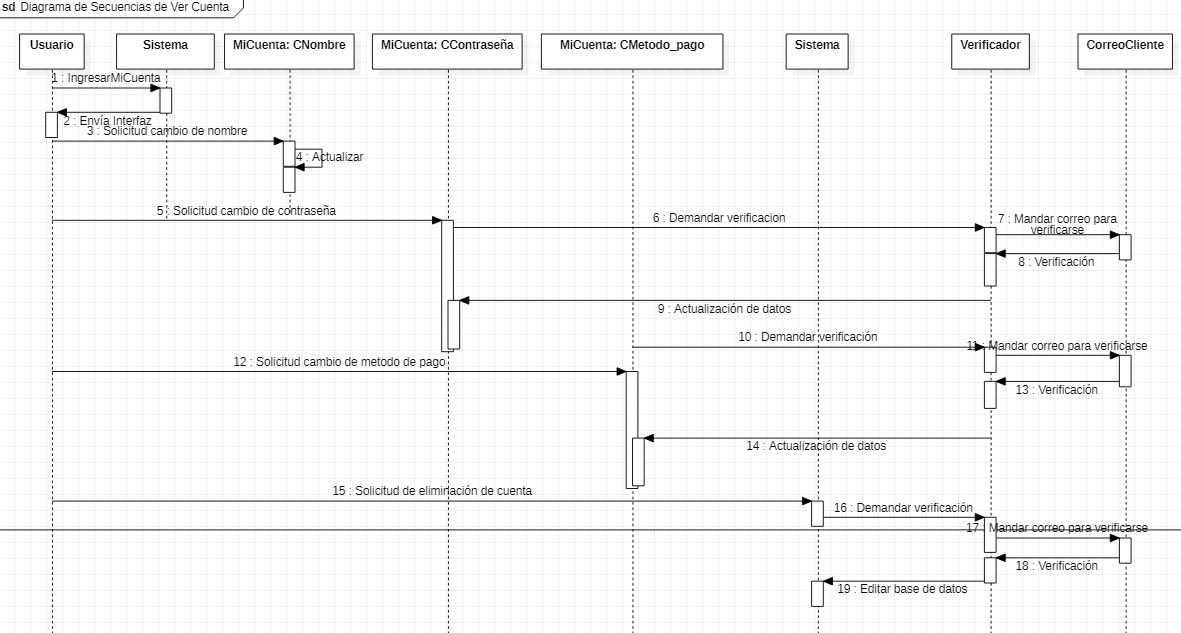 sd Diagrama de Secuencias de Ver Cuenta
Usuario
Sistema
MiCuenta: CNombre
MiCuenta: CContraseña
MiCuenta: CMetodo_pago
Sistema
Verificador
CorreoCliente
1 : IngresarMiCuenta
2 : Envía Interfaz
3 : Solicitud cambio de nombre
4 : Actualizar
5 : Solicitud cambio de contraseña
6 : Demandar verificacion
7 : Mandar correo para
verificarse
8 : Verificación
9 : Actualización de datos
10 : Demandar verificación
11 : Mandar correo para verificarse
12 : Solicitud cambio de metodo de pago
13 : Verificación
14 : Actualización de datos
15 : Solicitud de eliminación de cuenta
16 : Demandar verificación
17 : Mandar correo para verificarse
18 : Verificación
19 : Editar base de datos